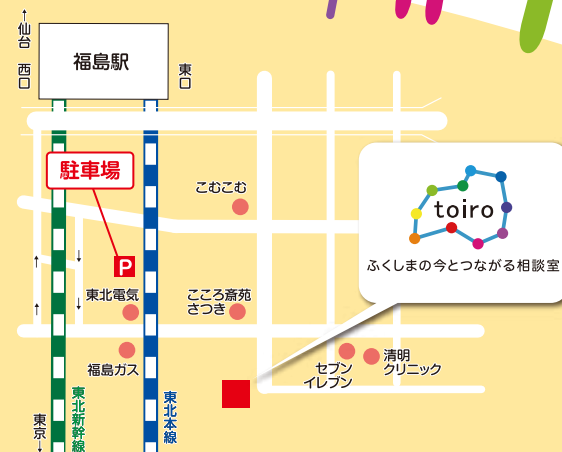 ↑仙台
西口
福島駅
東口
駐車場
こむこむ
toiro
ふくしまの今とつながる相談室
P
東北電気
こころ斎苑
さつき
福島ガス
セブン
イレブン
清明
クリニック
東北新幹線
東北本線
東京↓